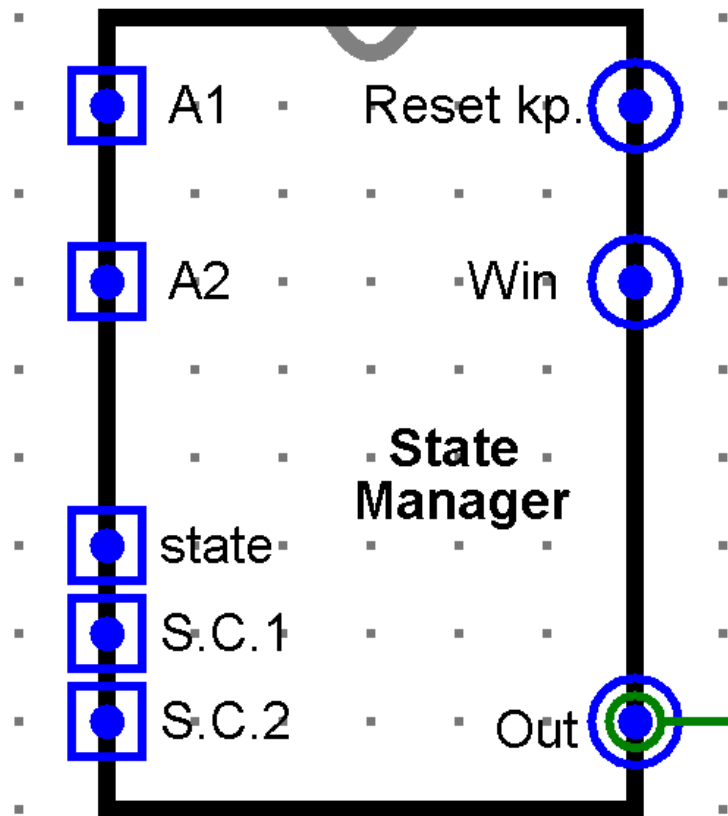 A1
Reset kp.
A2
Win
State
Manager
state
S.C.1
S.C.2
Out